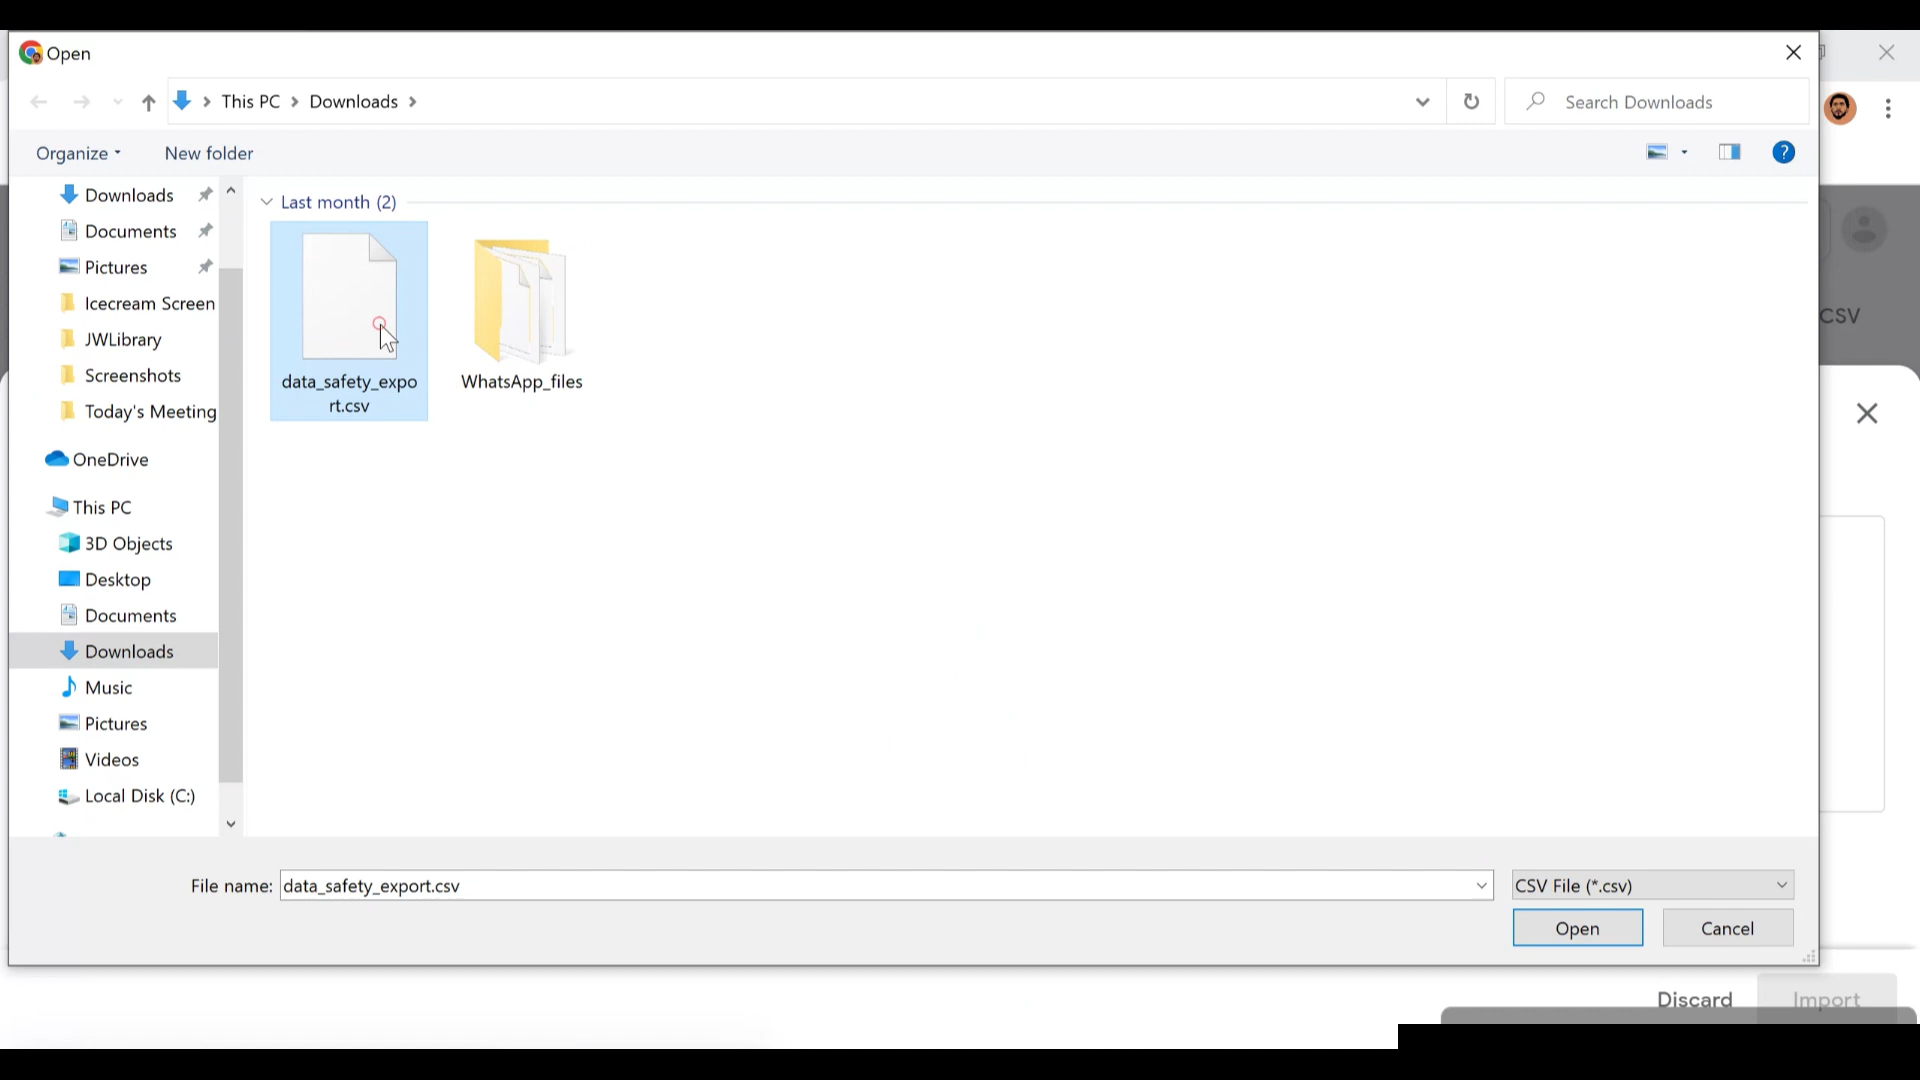 Open
This PC
Downloads
Search Downloads
Organize
New folder
?
Downloads
Documents
Pictures
Icecream Screen
JWLibrary
Screenshots
Today's Meeting
OneDrive
This PC
3D Objects
Desktop
Documents
Downloads
Music
Pictures
Videos
Local Disk (C:)
Last month (2)
data_safety_expo
rt.csv
WhatsApp_files
CSV
File name:
data_safety_export.csv
CSV File (*.csv)
Open
Cancel
Discard
Import